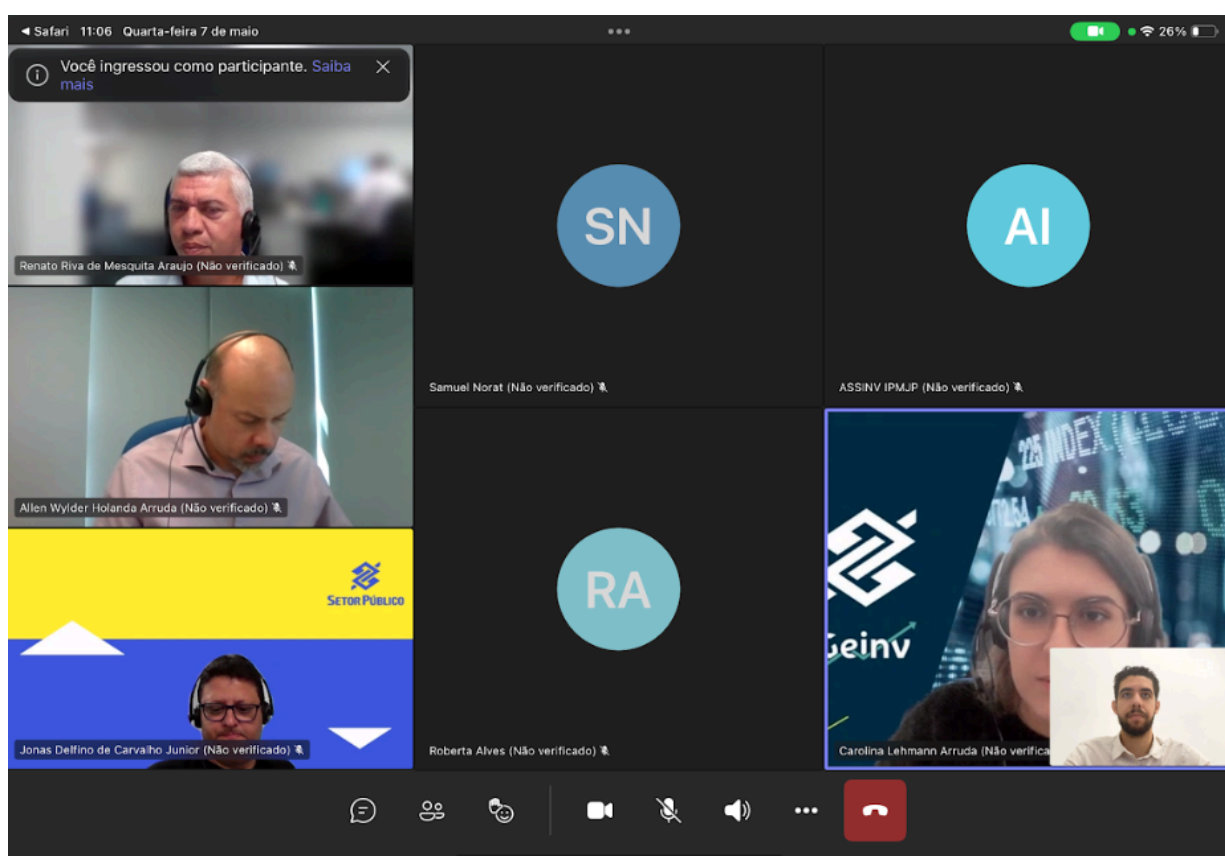 ◄ Safari 11:06 Quarta-feira 7 de maio
26%
Você ingressou como participante. Saiba
mais
Renato Riva de Mesquita Araujo (Não verificado)
SN
Samuel Norat (Não verificado)
AI
ASSINV IPMJP (Não verificado)
Allen Wylder Holanda Arruda (Não verificado)
SETOR PÚBLICO
Jonas Delfino de Carvalho Junior (Não verificado)
RA
Roberta Alves (Não verificado)
225 INDEX
Geinv
Carolina Lehmann Arruda (Não verifica